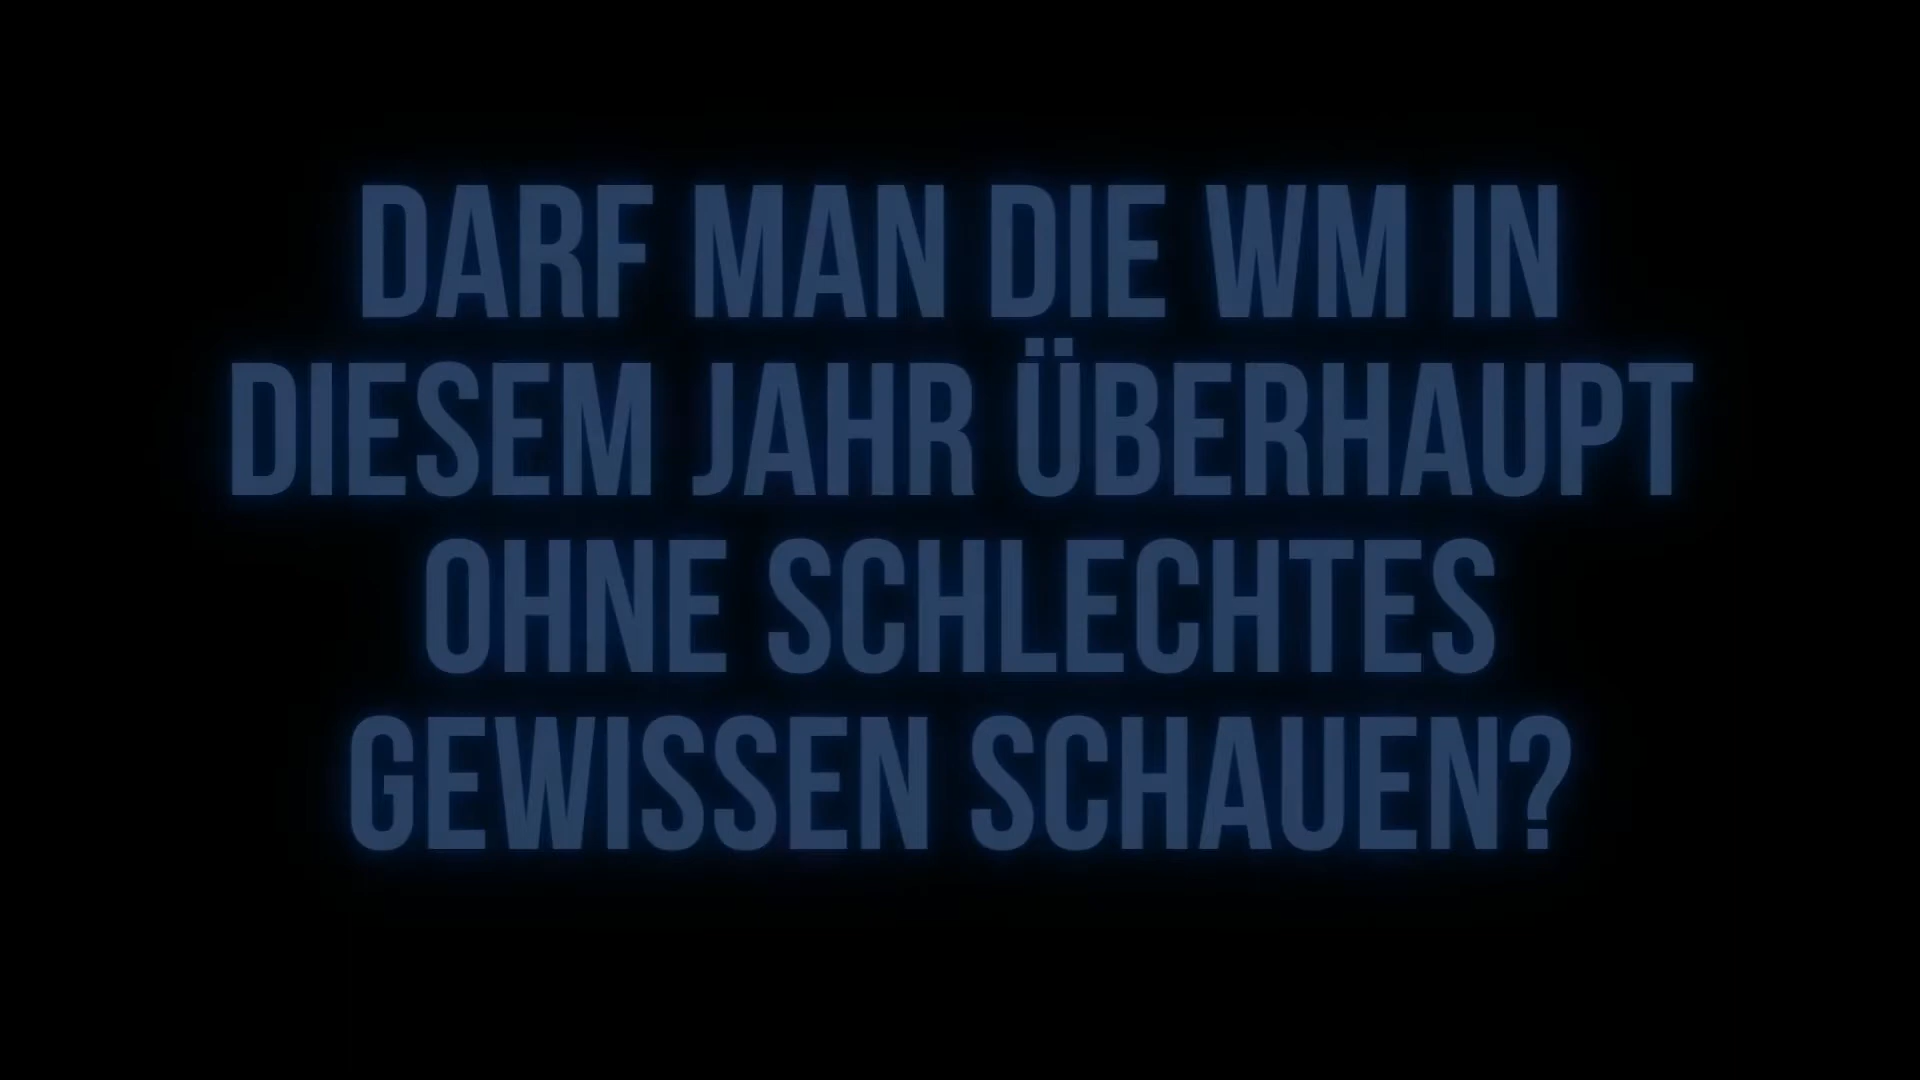 DARF MAN DIE WM IN
DIESEM JAHR ÜBERHAUPT
OHNE SCHLECHTES
GEWISSEN SCHAUEN?